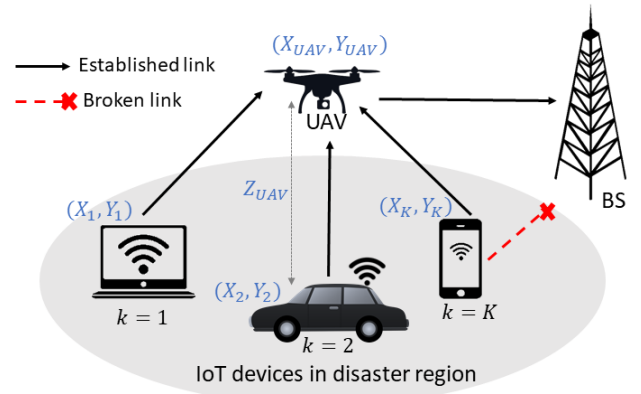 (X_{UAV}, Y_{UAV})
Established link
Broken link
UAV
Z_{UAV}
BS
(X_1, Y_1)
(X_K, Y_K)
(X_2, Y_2)
k = 1
k = 2
k = K
IoT devices in disaster region